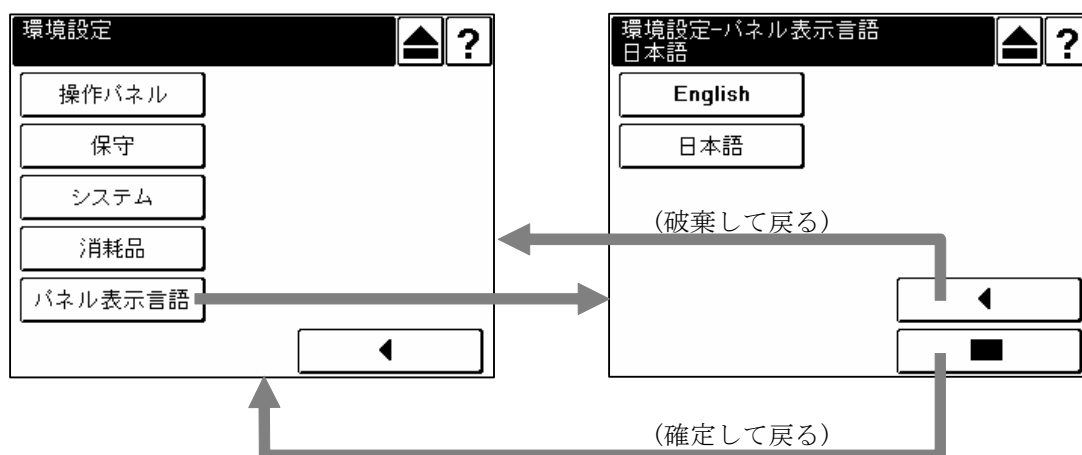 環境設定
?
操作パネル
保守
システム
消耗品
パネル表示言語
環境設定-パネル表示言語
日本語
?
English
日本語
(破棄して戻る)
(確定して戻る)